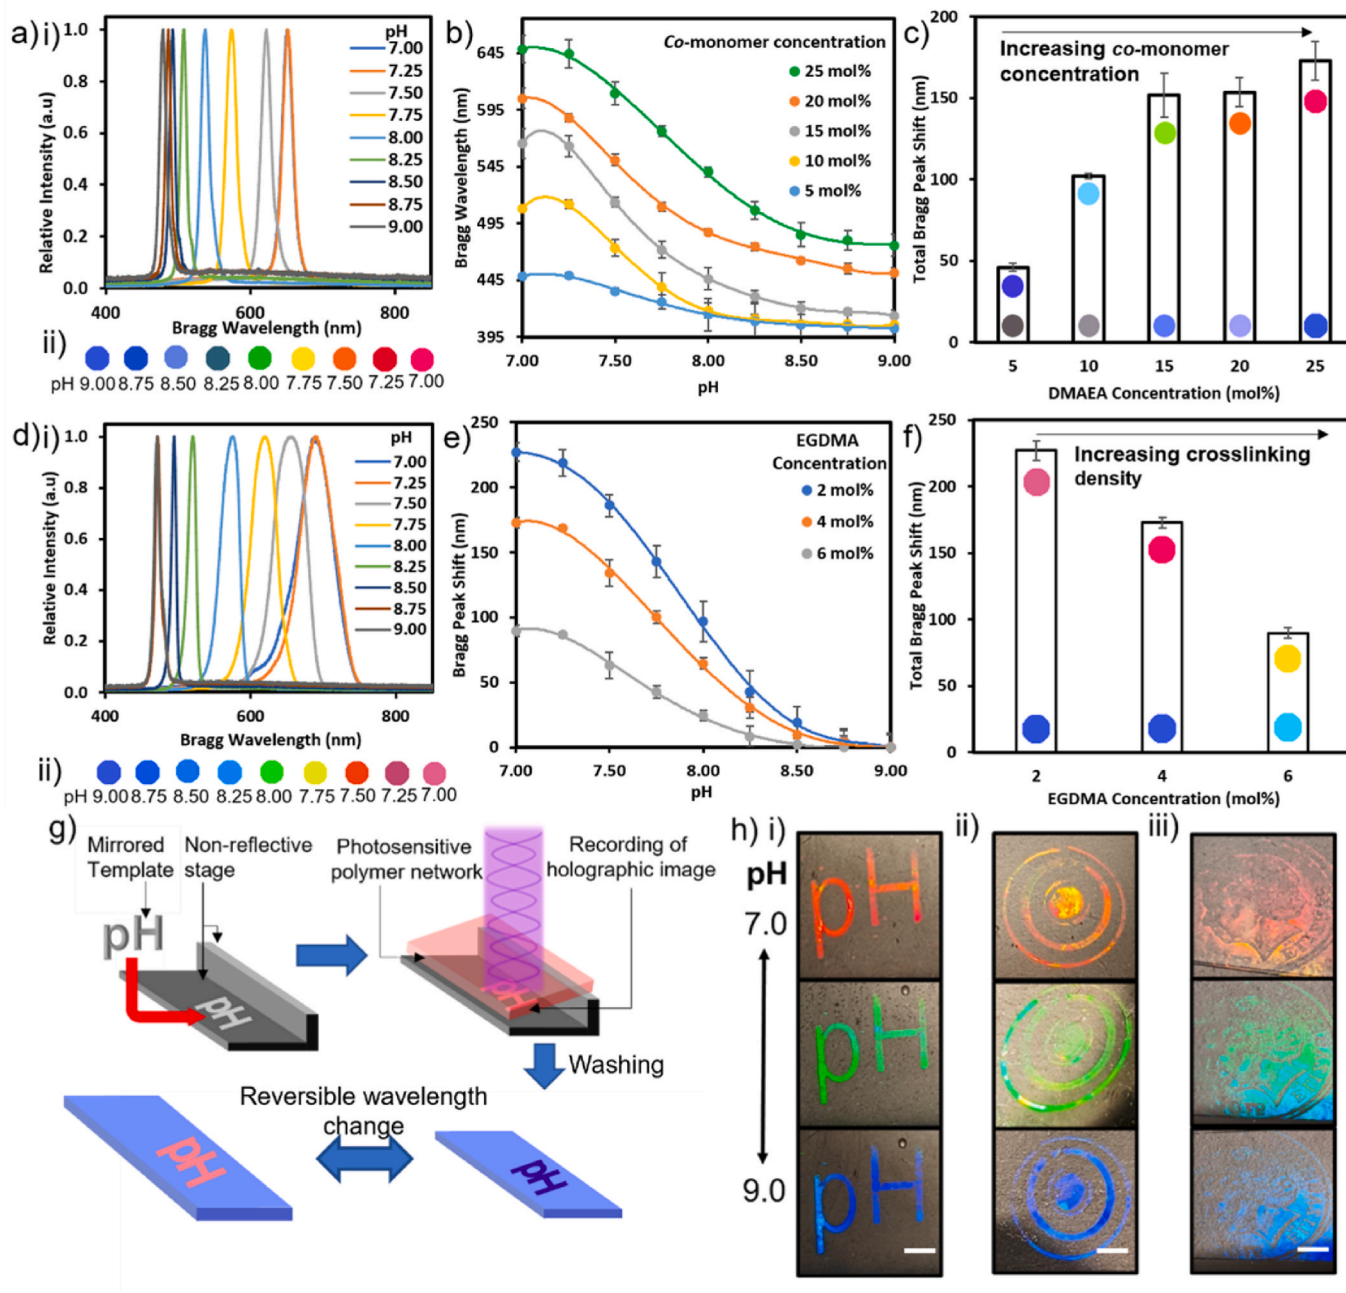 a)
i)
1.0
0.8
0.6
0.4
0.2
0.0
Relative Intensity (a.u)
400
600
800
Bragg Wavelength (nm)
pH
7.00
7.25
7.50
7.75
8.00
8.25
8.50
8.75
9.00
ii)
pH 9.00 8.75 8.50 8.25 8.00 7.75 7.50 7.25 7.00
b)
645
595
545
495
445
395
Bragg Wavelength (nm)
Co-monomer concentration
25 mol%
20 mol%
15 mol%
10 mol%
5 mol%
7.00 7.50 8.00 8.50 9.00
pH
c)
200
150
100
50
0
Total Bragg Peak Shift (nm)
Increasing co-monomer
concentration
5 10 15 20 25
DMAEA Concentration (mol%)
d)
i)
1.0
0.8
0.6
0.4
0.2
0.0
Relative Intensity (a.u)
400
600
800
Bragg Wavelength (nm)
pH
7.00
7.25
7.50
7.75
8.00
8.25
8.50
8.75
9.00
ii)
pH 9.00 8.75 8.50 8.25 8.00 7.75 7.50 7.25 7.00
e)
250
200
150
100
50
0
Bragg Peak Shift (nm)
EGDMA
Concentration
2 mol%
4 mol%
6 mol%
7.00 7.50 8.00 8.50 9.00
pH
f)
250
200
150
100
50
0
Total Bragg Peak Shift (nm)
Increasing crosslinking
density
2 4 6
EGDMA Concentration (mol%)
g)
Mirrored
Template
Non-reflective
stage
pH
pH
Photosensitive
polymer network
Recording of
holographic image
pH
Washing
Reversible wavelength
change
pH
pH
h)
i)
ii)
iii)
pH
7.0
9.0
pH
pH
pH